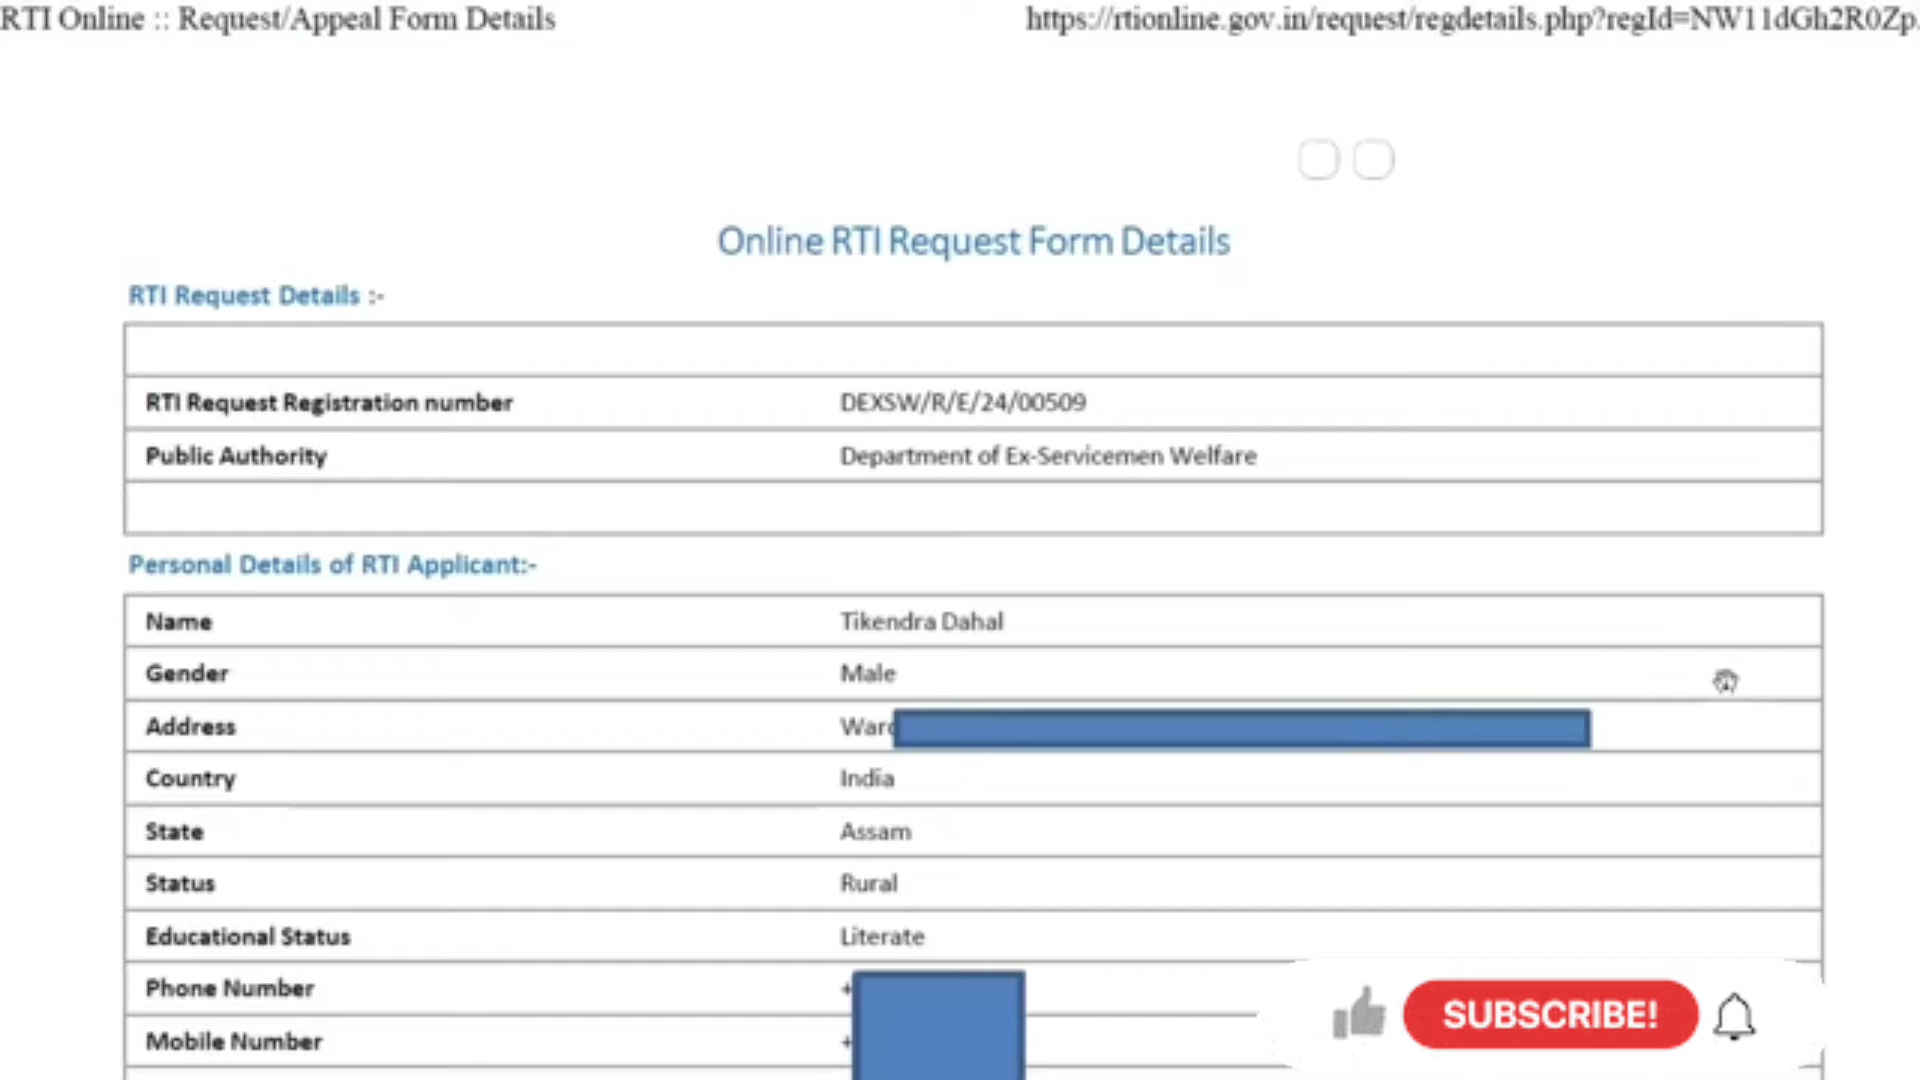 RTI Online :: Request/Appeal Form Details https://rtionline.gov.in/request/regdetails.php?regId=NW11dGh2R0Zp.
Online RTI Request Form Details
RTI Request Details :-
RTI Request Registration number DEXSW/R/E/24/00509
Public Authority Department of Ex-Servicemen Welfare
Personal Details of RTI Applicant:-
Name Tikendra Dahal
Gender Male
Address
Country India
State Assam
Status Rural
Educational Status Literate
Phone Number +
Mobile Number +
SUBSCRIBE!